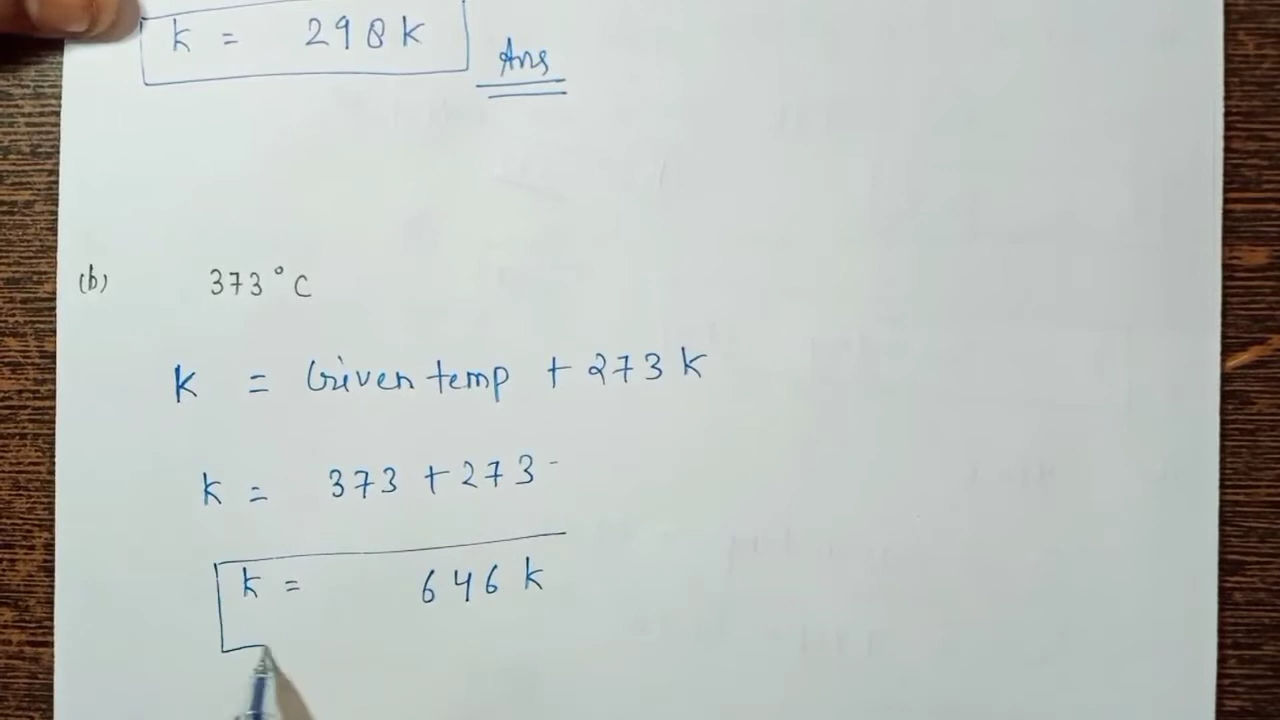 k = 298 k
Ans
(b) 373°C
k = Given temp + 273 k
k = 373 + 273
k = 646 k